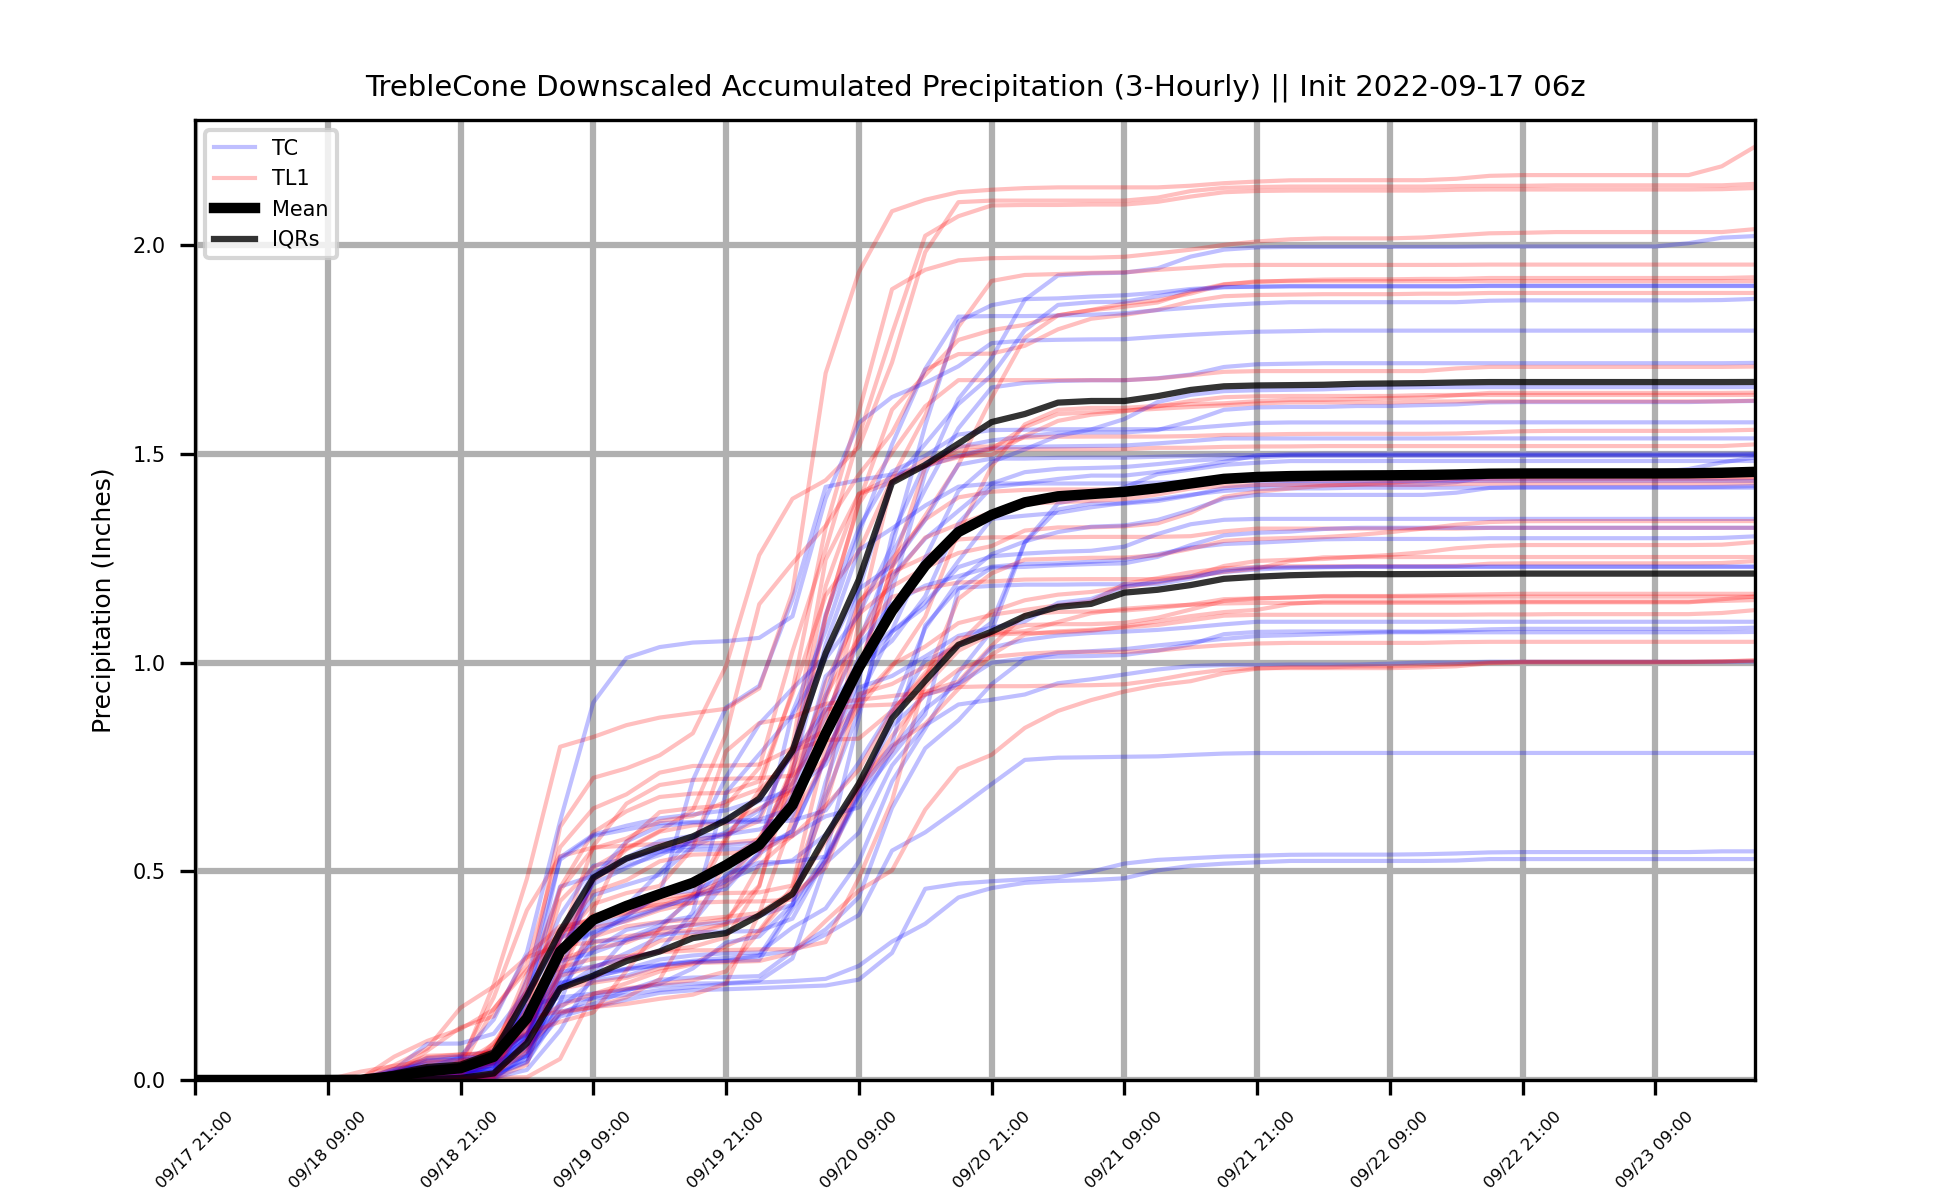 TrebleCone Downscaled Accumulated Precipitation (3-Hourly) || Init 2022-09-17 06z
TC
TL1
Mean
IQRs
Precipitation (Inches)
2.0
1.5
1.0
0.5
0.0
09/17 21:00
09/18 09:00
09/18 21:00
09/19 09:00
09/19 21:00
09/20 09:00
09/20 21:00
09/21 09:00
09/21 21:00
09/22 09:00
09/22 21:00
09/23 09:00